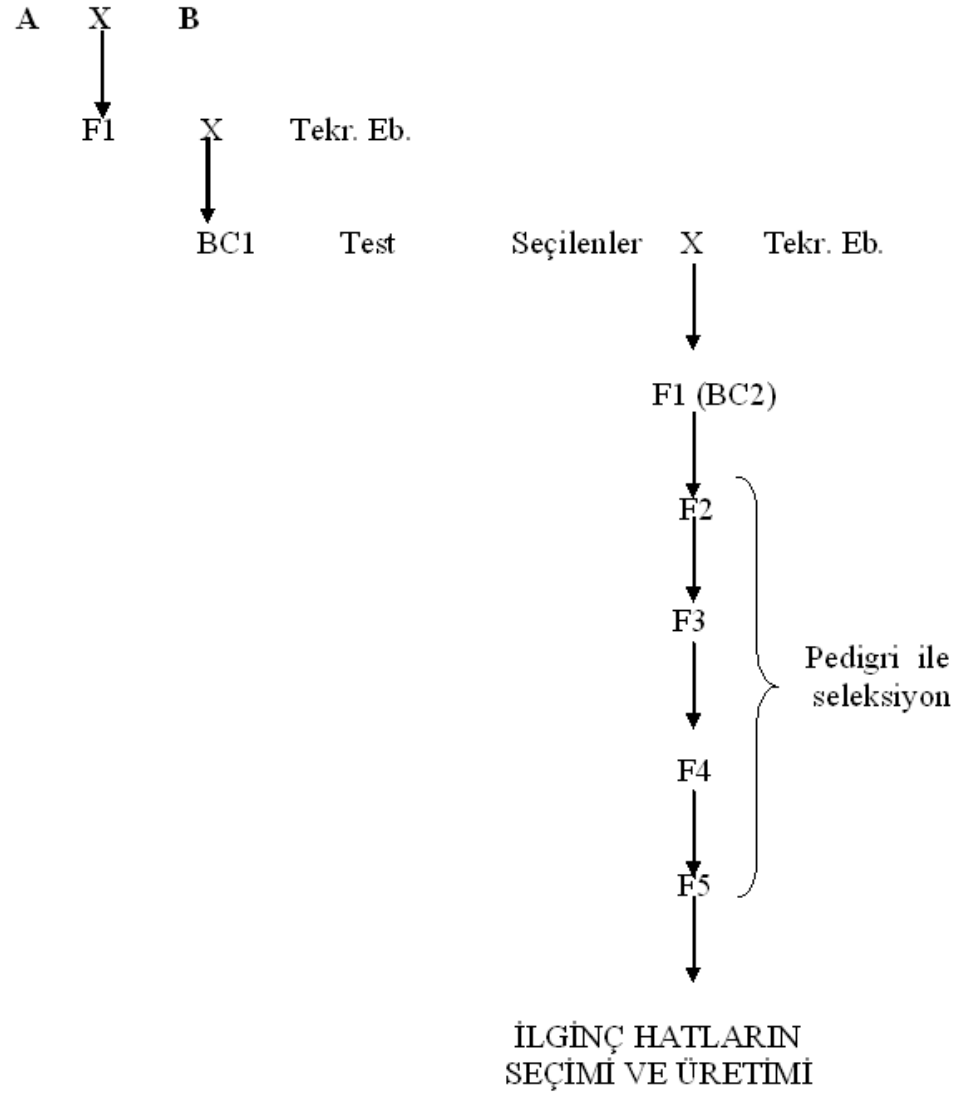 A X B
F1 X Tekr. Eb.
BC1 Test Seçilenler X Tekr. Eb.
F1 (BC2)
F2
F3
Pedigri ile
seleksiyon
F4
F5
İLGİNÇ HATLARIN
SEÇİMİ VE ÜRETİMİ